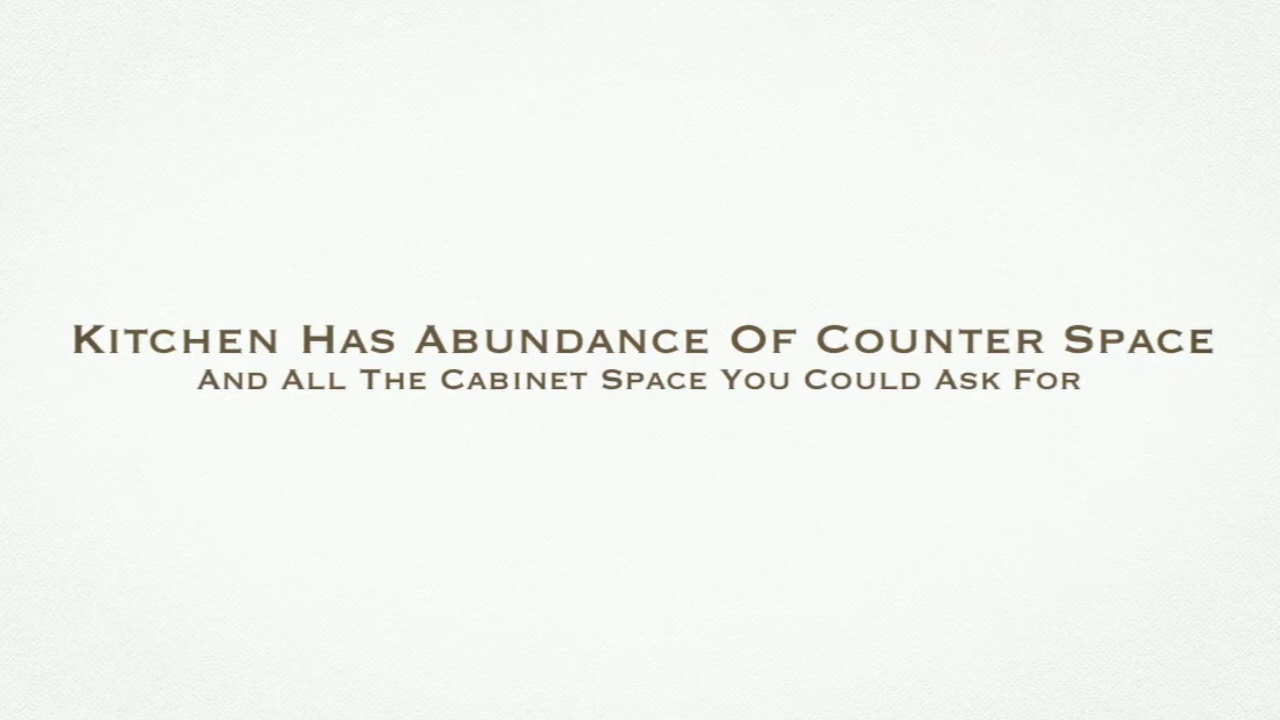 Kitchen Has Abundance Of Counter Space
And All The Cabinet Space You Could Ask For